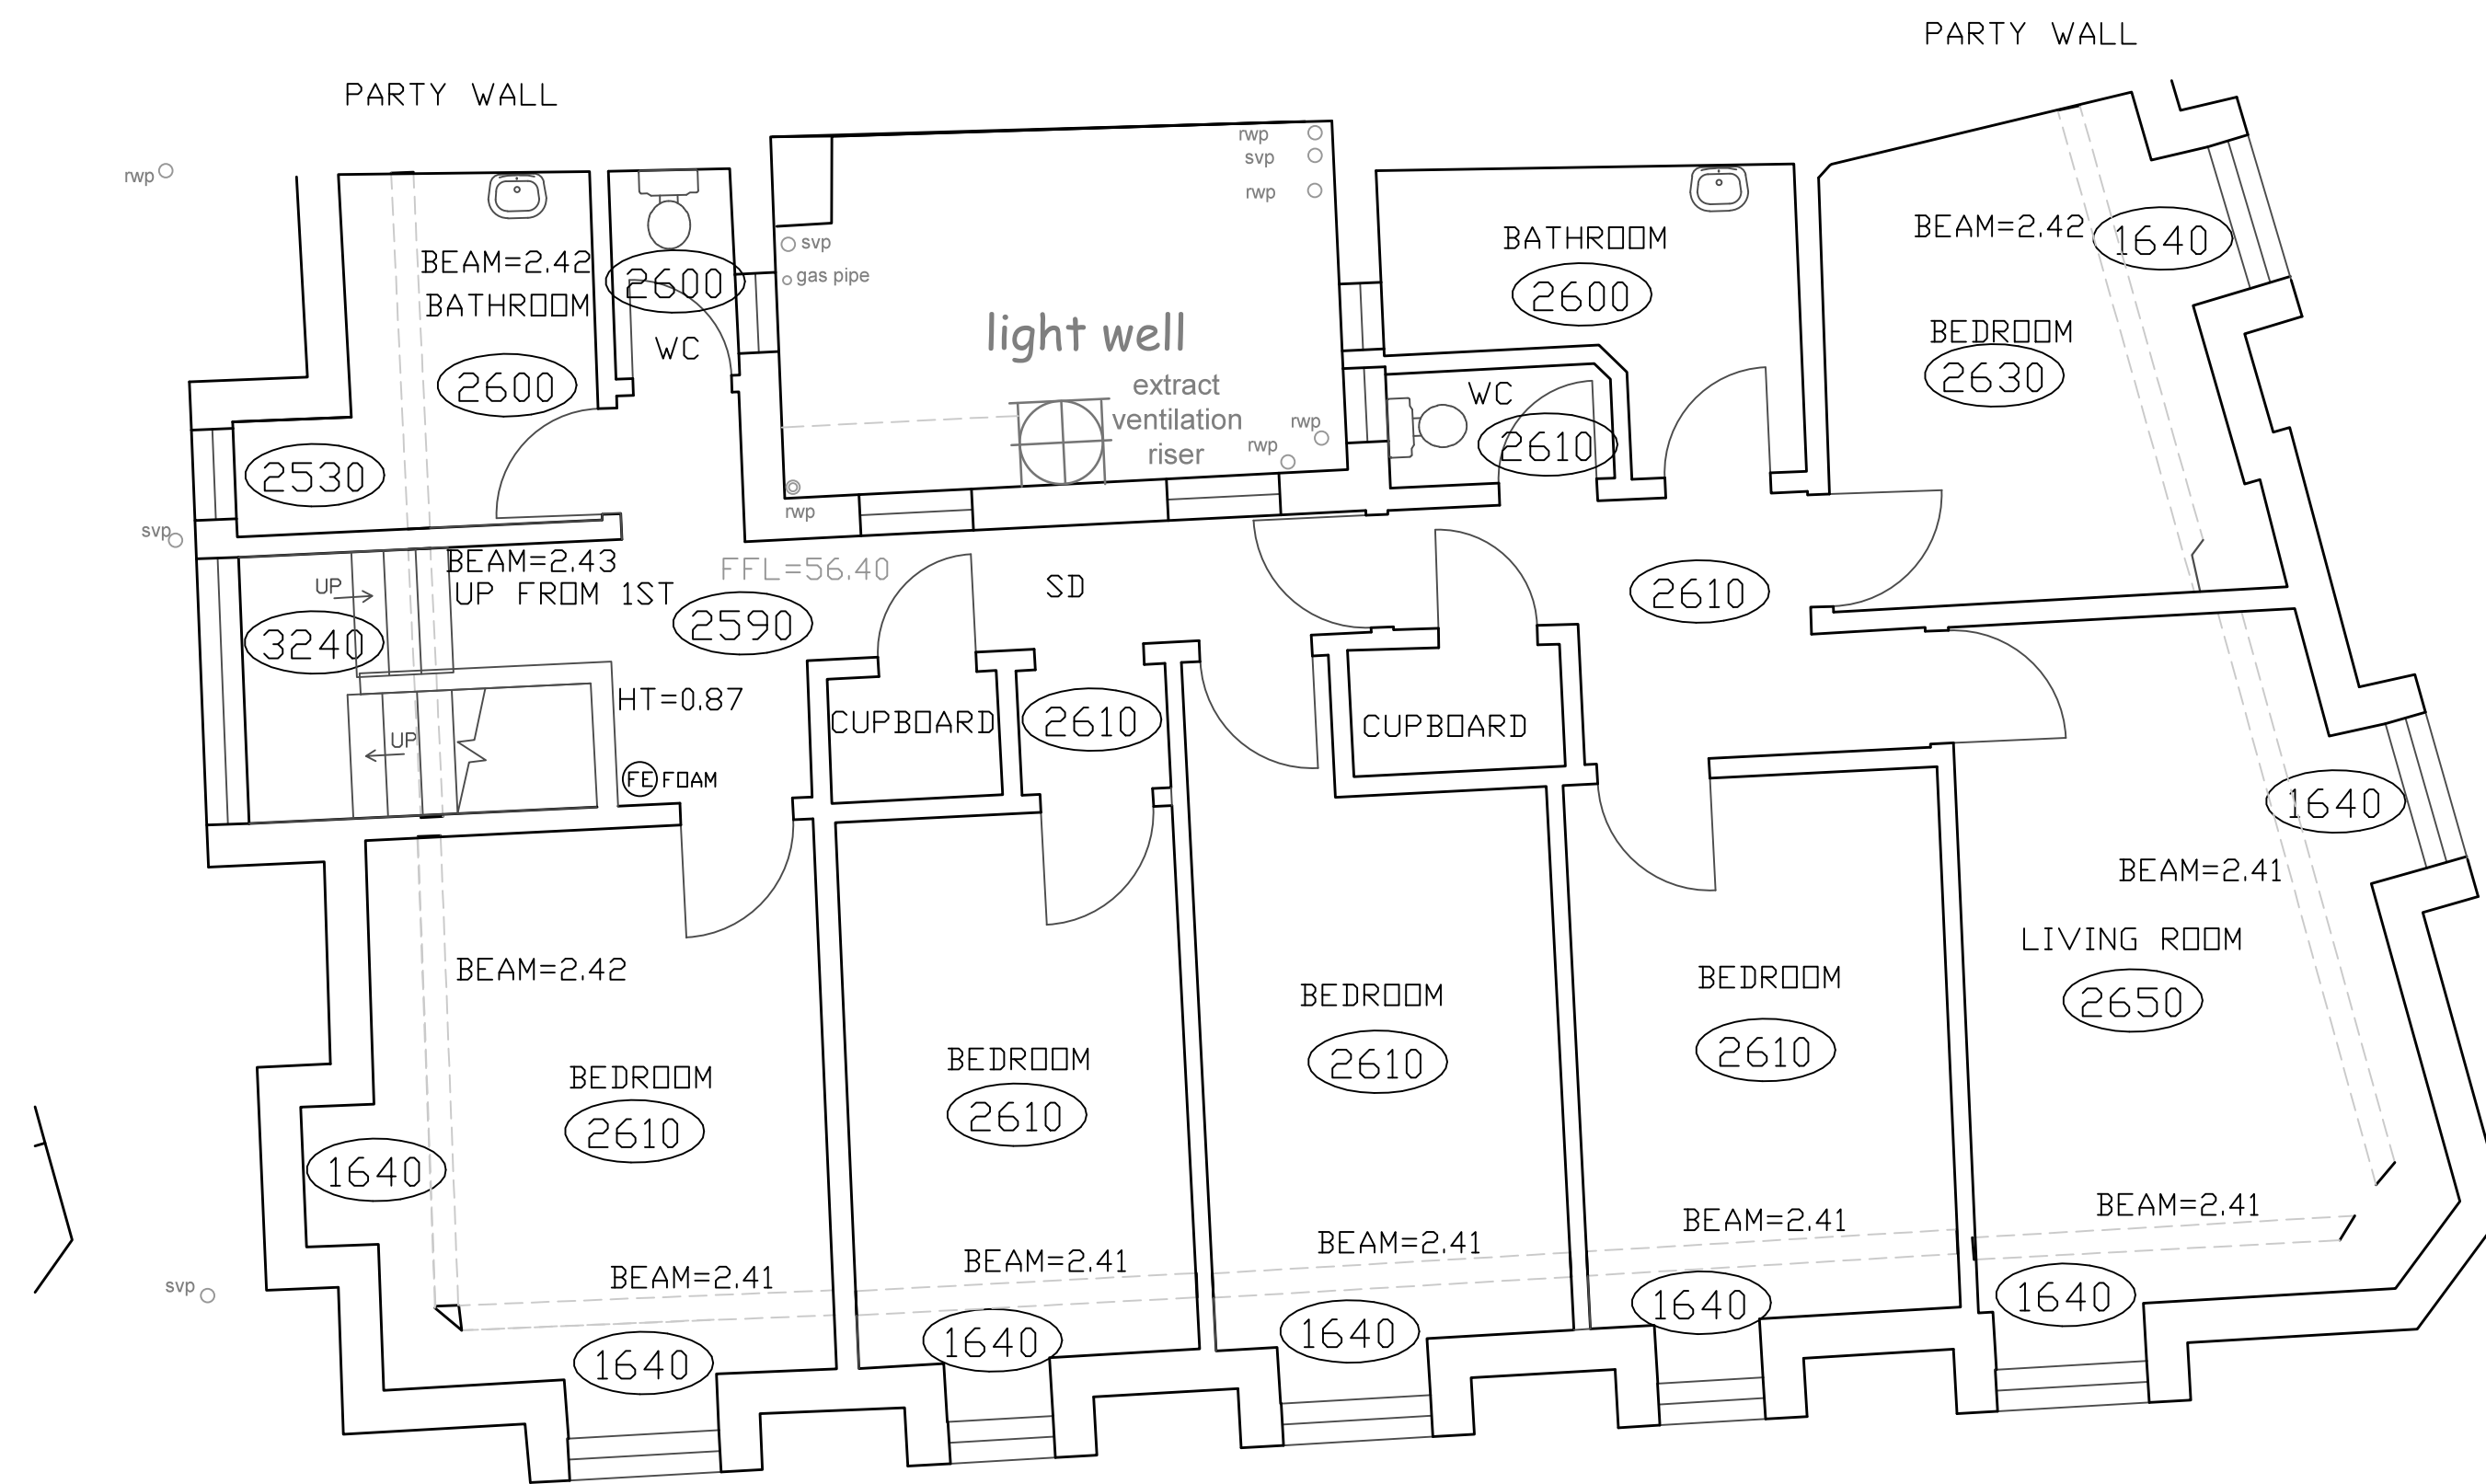 PARTY WALL
PARTY WALL
rwp
svp
rwp
rwp
BEAM=2.42
BATHROOM
2600
2600
WC
svp
gas pipe
light well
extract
ventilation
riser
rwp
rwp
rwp
BATHROOM
2600
WC
2610
BEAM=2.42
1640
BEDROOM
2630
2530
svp
BEAM=2.43
UP FROM 1ST
UP
3240
FFL=56.40
2590
SD
2610
HT=0.87
UP
FE FOAM
CUPBOARD
2610
CUPBOARD
1640
BEAM=2.41
LIVING ROOM
2650
BEAM=2.42
BEDROOM
2610
BEDROOM
2610
BEDROOM
2610
BEDROOM
2610
1640
svp
BEAM=2.41
BEAM=2.41
BEAM=2.41
BEAM=2.41
BEAM=2.41
1640
1640
1640
1640
1640